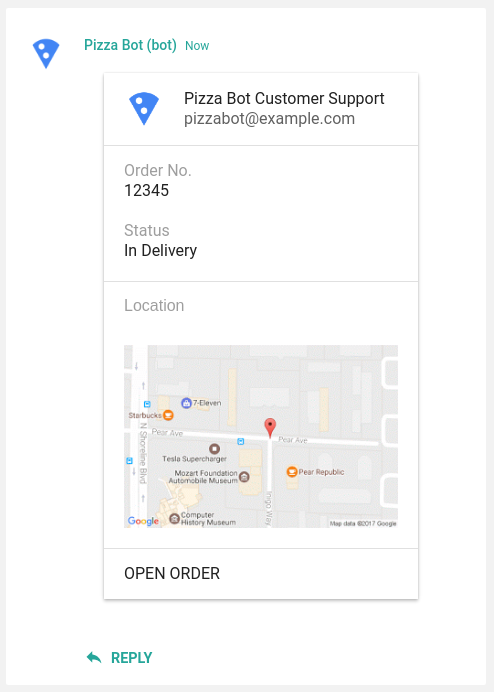 Pizza Bot (bot) Now
Pizza Bot Customer Support
pizzabot@example.com
Order No.
12345
Status
In Delivery
Location
7-Eleven
Starbucks
Pear Ave
Pear Ave
N Shoreline Blvd
Tesla Supercharger
Mozart Foundation
Automobile Museum
Pear Republic
Ingo Way
Computer
History Museum
Google
Map data ©2017 Google
OPEN ORDER
REPLY